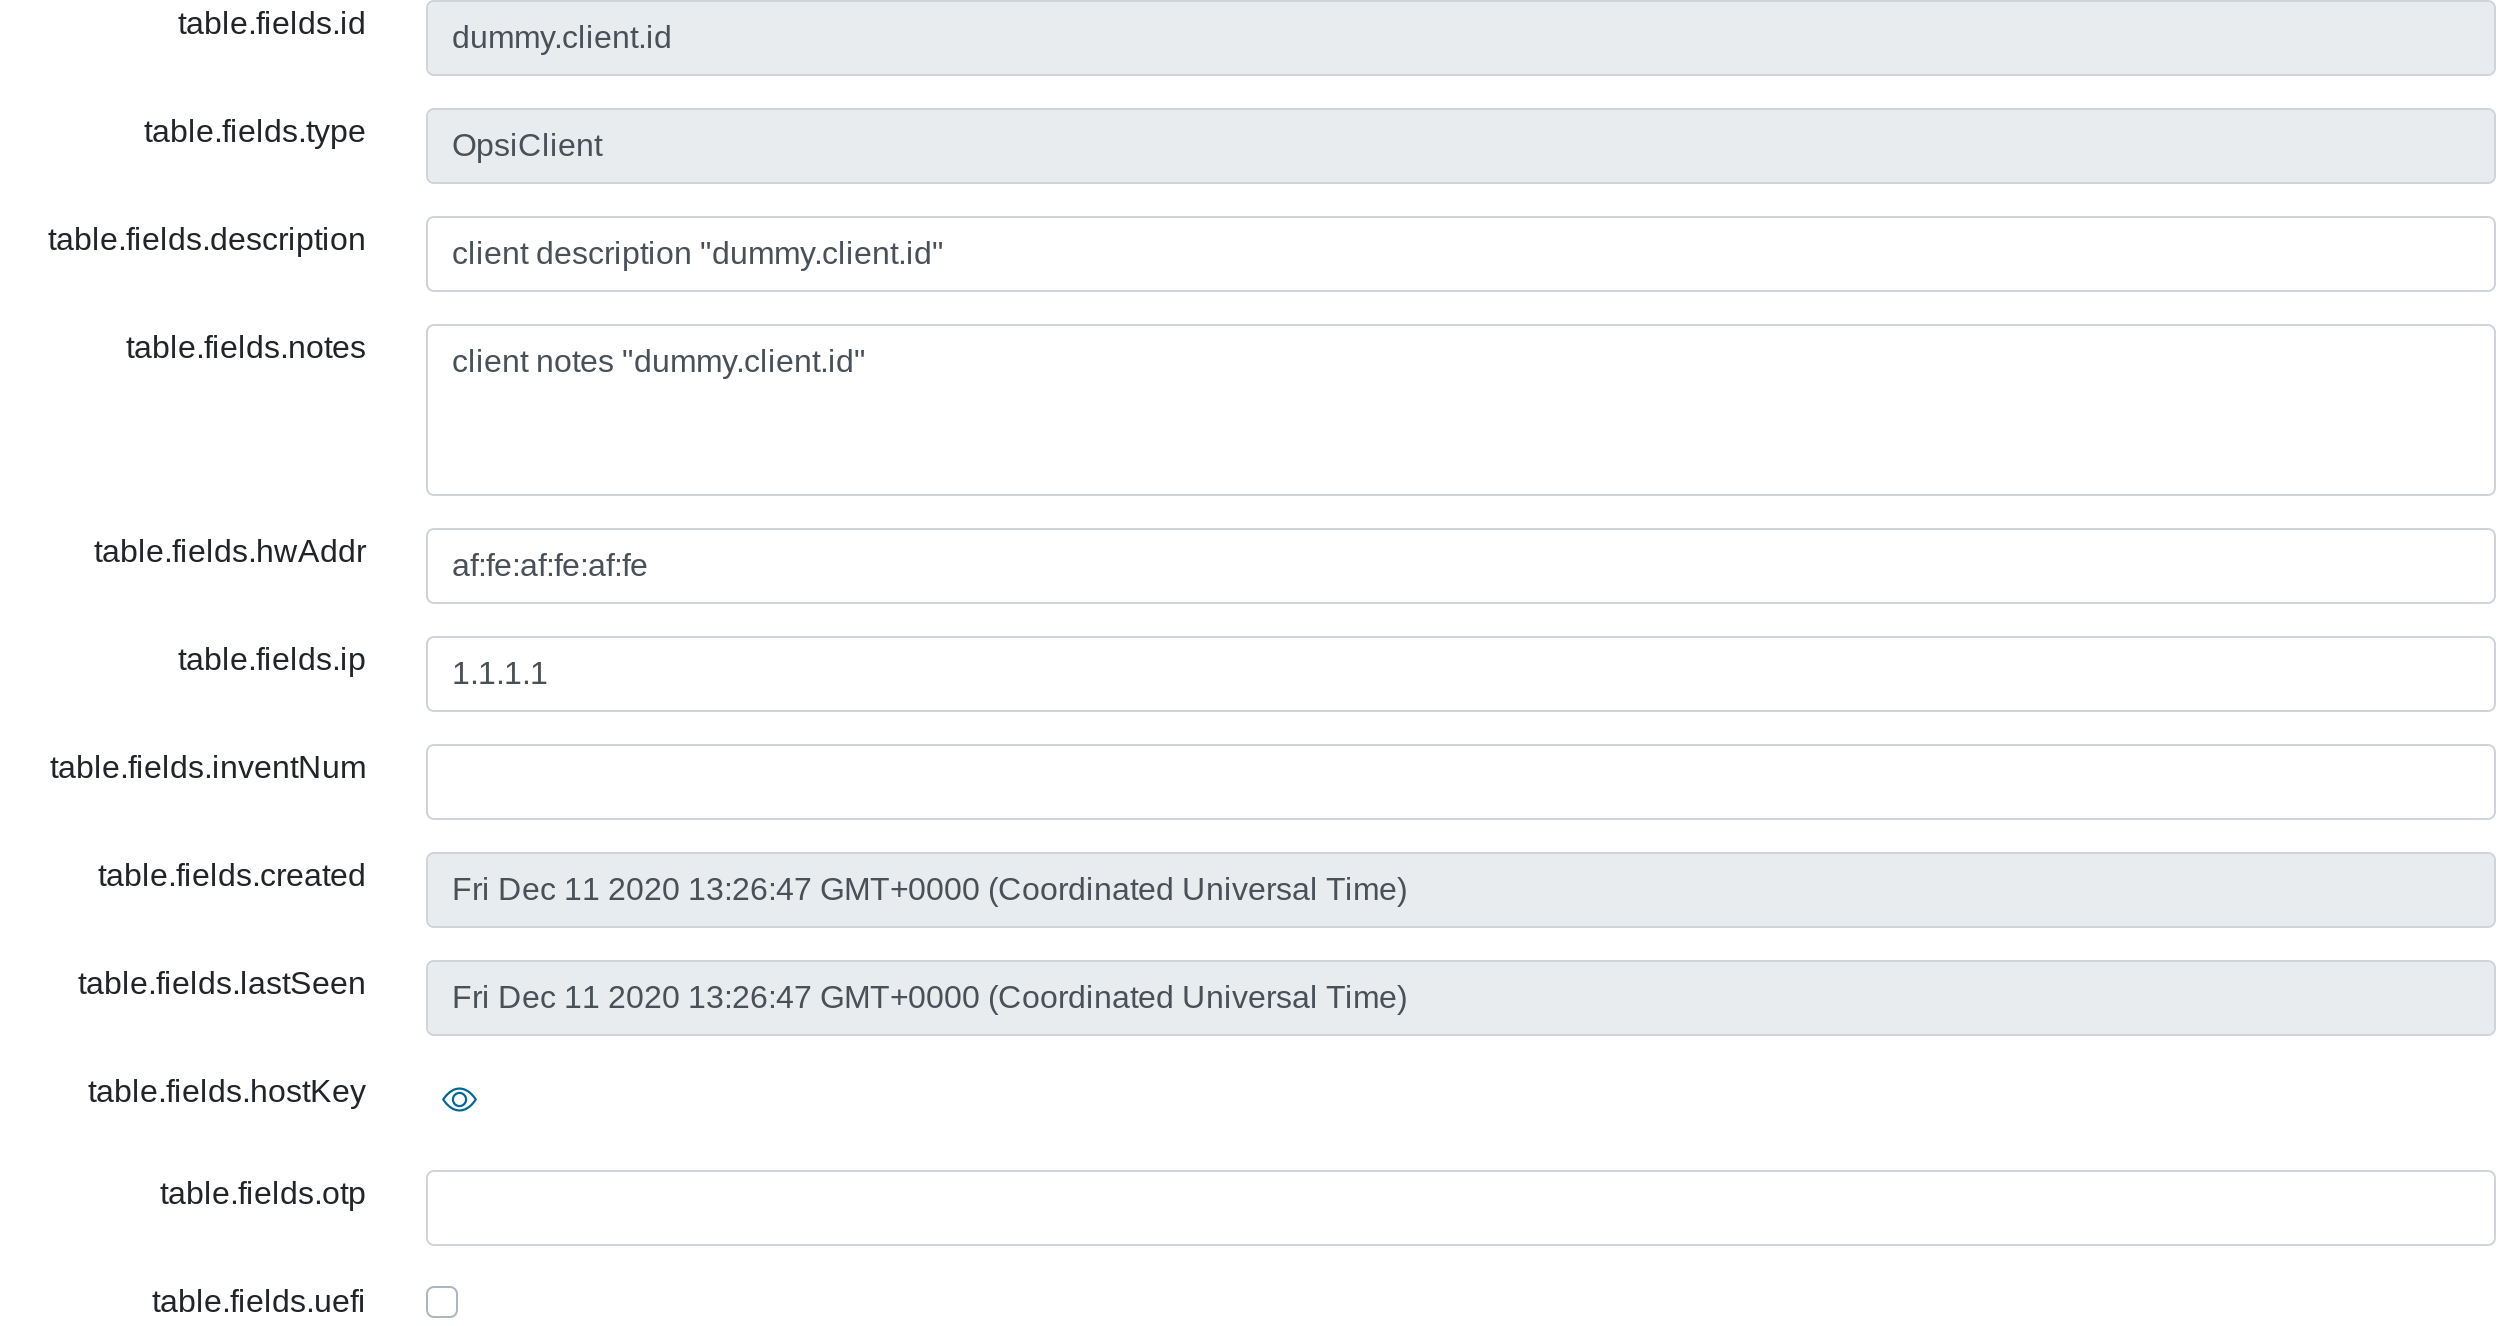 table.fields.id
dummy.client.id
table.fields.type
OpsiClient
table.fields.description
client description "dummy.client.id"
table.fields.notes
client notes "dummy.client.id"
table.fields.hwAddr
af:fe:af:fe:af:fe
table.fields.ip
1.1.1.1
table.fields.inventNum
table.fields.created
Fri Dec 11 2020 13:26:47 GMT+0000 (Coordinated Universal Time)
table.fields.lastSeen
Fri Dec 11 2020 13:26:47 GMT+0000 (Coordinated Universal Time)
table.fields.hostKey
table.fields.otp
table.fields.uefi